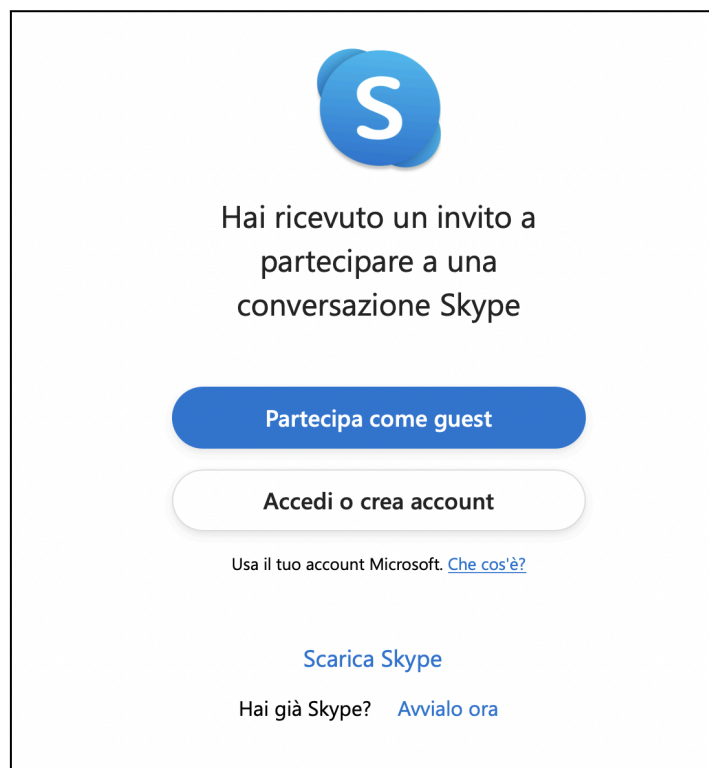 S
Hai ricevuto un invito a
partecipare a una
conversazione Skype
Partecipa come guest
Accedi o crea account
Usa il tuo account Microsoft. Che cos'è?
Scarica Skype
Hai già Skype? Avvialo ora